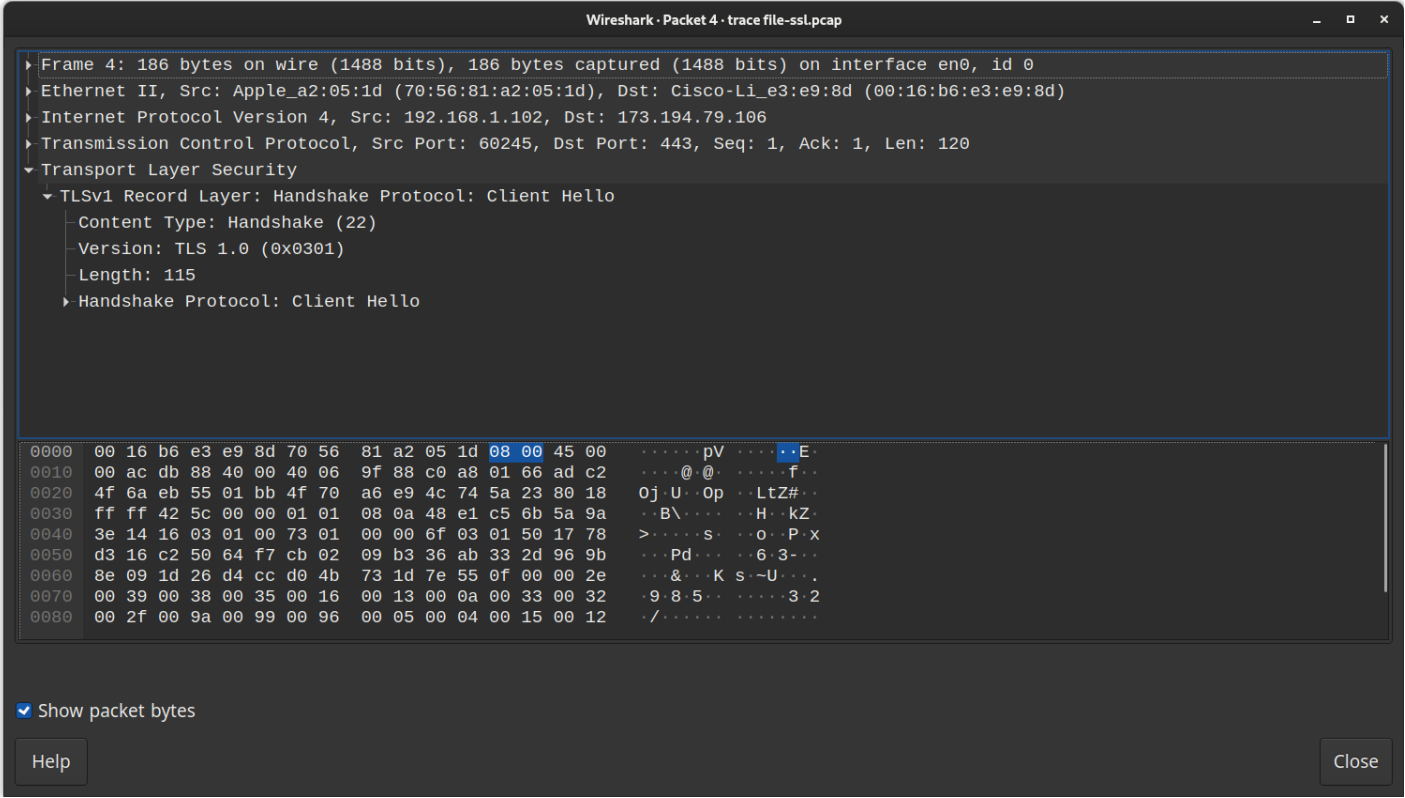 Wireshark · Packet 4 · trace file-ssl.pcap
Frame 4: 186 bytes on wire (1488 bits), 186 bytes captured (1488 bits) on interface en0, id 0
Ethernet II, Src: Apple_a2:05:1d (70:56:81:a2:05:1d), Dst: Cisco-Li_e3:e9:8d (00:16:b6:e3:e9:8d)
Internet Protocol Version 4, Src: 192.168.1.102, Dst: 173.194.79.106
Transmission Control Protocol, Src Port: 60245, Dst Port: 443, Seq: 1, Ack: 1, Len: 120
Transport Layer Security
TLSv1 Record Layer: Handshake Protocol: Client Hello
Content Type: Handshake (22)
Version: TLS 1.0 (0x0301)
Length: 115
Handshake Protocol: Client Hello
0000 00 16 b6 e3 e9 8d 70 56 81 a2 05 1d 08 00 45 00 ······pV ······E·
0010 00 ac db 88 40 00 40 06 9f 88 c0 a8 01 66 ad c2 ····@·@· ·····f··
0020 4f 6a eb 55 01 bb 4f 70 a6 e9 4c 74 5a 23 80 18 Oj·U··Op ··LtZ#··
0030 ff ff 42 5c 00 00 01 01 08 0a 48 e1 c5 6b 5a 9a ··B\···· ··H··kZ·
0040 3e 14 16 03 01 00 73 01 00 00 6f 03 01 50 17 78 >·····s· ··o··P·x
0050 d3 16 c2 50 64 f7 cb 02 09 b3 36 ab 33 2d 96 9b ···Pd··· ··6·3-··
0060 8e 09 1d 26 d4 cc d0 4b 73 1d 7e 55 0f 00 00 2e ···&···K s·~U···.
0070 00 39 00 38 00 35 00 16 00 13 00 0a 00 33 00 32 ·9·8·5·· ·····3·2
0080 00 2f 00 9a 00 99 00 96 00 05 00 04 00 15 00 12 ·/······ ········
Show packet bytes
Help
Close